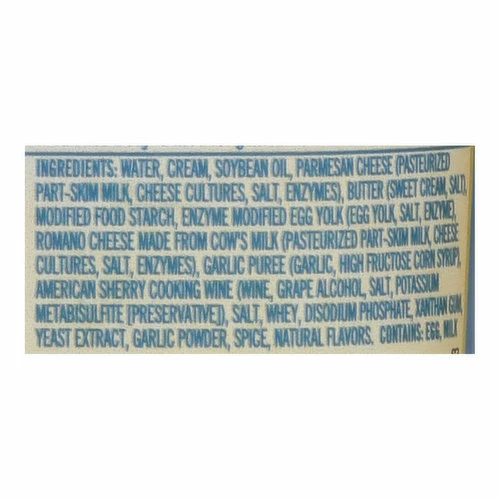 INGREDIENTS: WATER, CREAM, SOYBEAN OIL, PARMESAN CHEESE (PASTEURIZED
PART-SKIM MILK, CHEESE CULTURES, SALT, ENZYMES), BUTTER (SWEET CREAM, SALT),
MODIFIED FOOD STARCH, ENZYME MODIFIED EGG YOLK (EGG YOLK, SALT, ENZYME),
ROMANO CHEESE MADE FROM COW'S MILK (PASTEURIZED PART-SKIM MILK, CHEESE
CULTURES, SALT, ENZYMES), GARLIC PUREE (GARLIC, HIGH FRUCTOSE CORN SYRUP),
AMERICAN SHERRY COOKING WINE (WINE, GRAPE ALCOHOL, SALT, POTASSIUM
METABISULFITE [PRESERVATIVE]), SALT, WHEY, DISODIUM PHOSPHATE, XANTHAN GUM,
YEAST EXTRACT, GARLIC POWDER, SPICE, NATURAL FLAVORS. CONTAINS: EGG, MILK